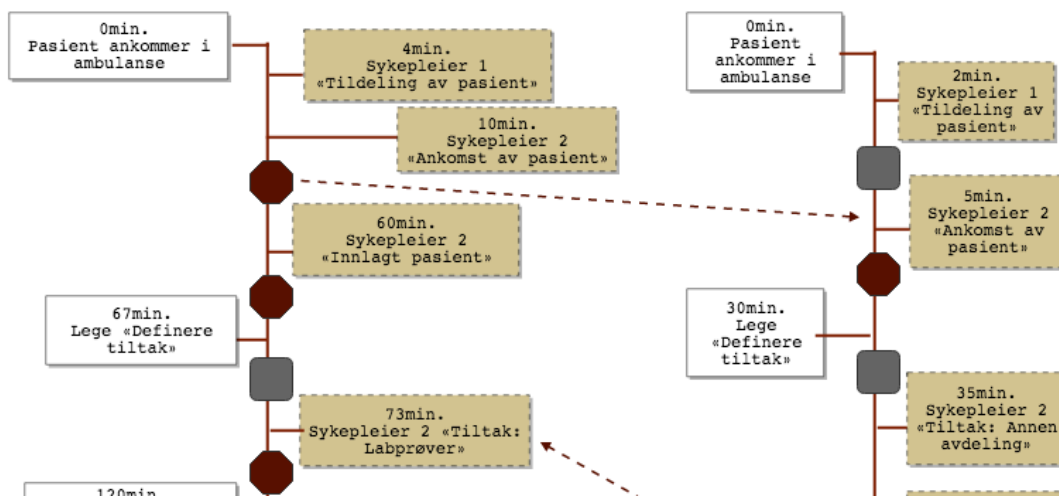 0min.
Pasient ankommer i
ambulanse
4min.
Sykepleier 1
«Tildeling av pasient»
10min.
Sykepleier 2
«Ankomst av pasient»
60min.
Sykepleier 2
«Innlagt pasient»
67min.
Lege «Definere
tiltak»
73min.
Sykepleier 2 «Tiltak:
Labprøver»
120min
0min.
Pasient
ankommer i
ambulanse
2min.
Sykepleier 1
«Tildeling av
pasient»
5min.
Sykepleier 2
«Ankomst av
pasient»
30min.
Lege
«Definere
tiltak»
35min.
Sykepleier 2
«Tiltak: Annen
avdeling»